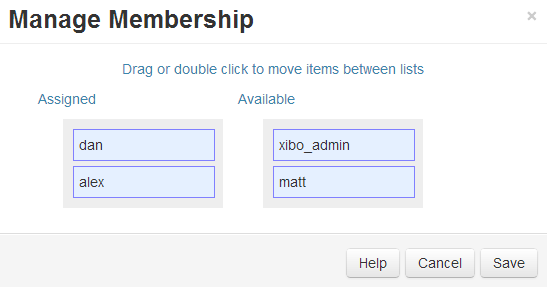 Manage Membership
×
Drag or double click to move items between lists
Assigned Available
dan xibo_admin
alex matt
Help Cancel Save